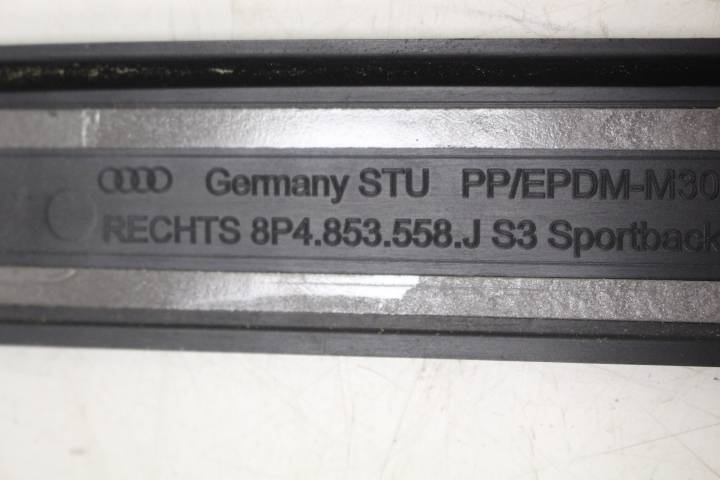 Germany STU PP/EPDM-M30
RECHTS 8P4.853.558.J S3 Sportback